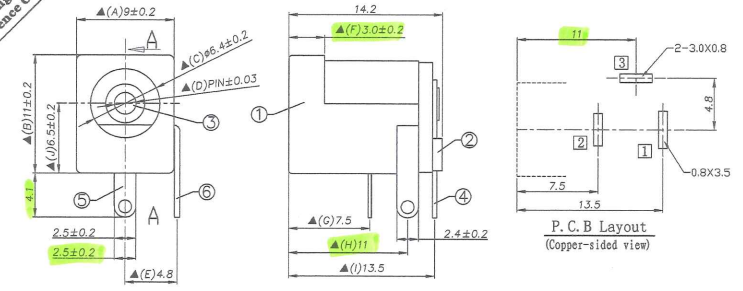 ▲(A)9±0.2
A
▲(C)ø6.4±0.2
▲(D)PIN±0.03
▲(B)11±0.2
▲(J)6.5±0.2
③
⑤
⑥
4.1
A
2.5±0.2
2.5±0.2
▲(E)4.8
14.2
▲(F)3.0±0.2
①
②
④
▲(G)7.5
2.4±0.2
▲(H)11
▲(I)13.5
11
2-3.0X0.8
3
4.8
2
1
0.8X3.5
7.5
13.5
P.C.B Layout
(Copper-sided view)